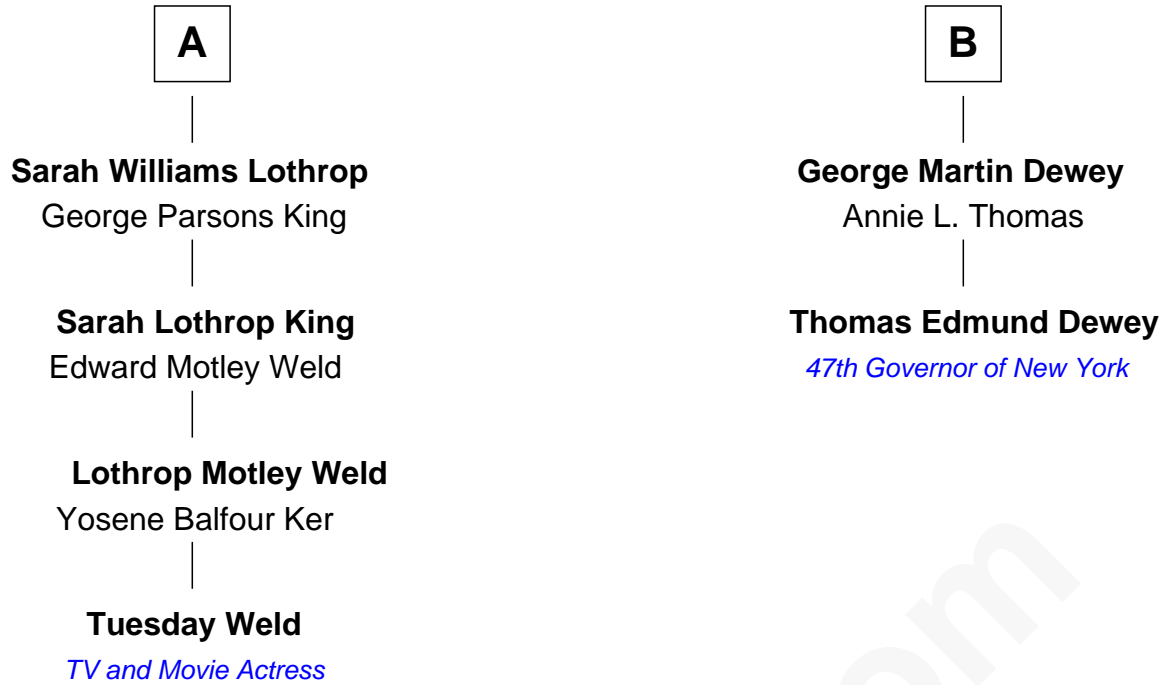 A
Sarah Williams Lothrop
George Parsons King
Sarah Lothrop King
Edward Motley Weld
Lothrop Motley Weld
Yosene Balfour Ker
Tuesday Weld
TV and Movie Actress
B
George Martin Dewey
Annie L. Thomas
Thomas Edmund Dewey
47th Governor of New York
om